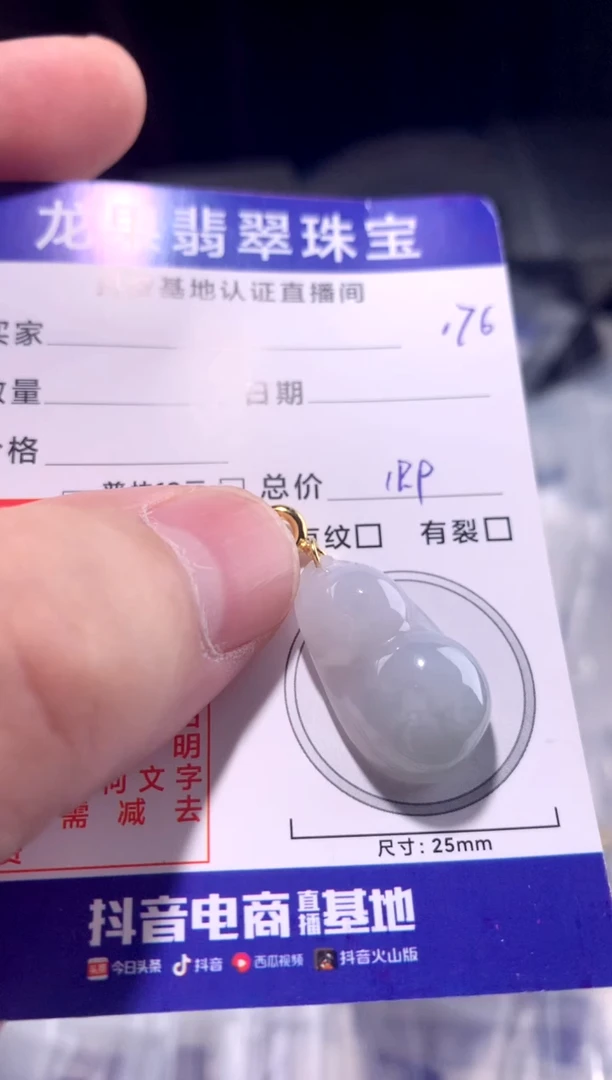 翡翠珠宝
基地认证直播间
买家
.176
数量
日期
价格
总价
有纹□ 有裂□
明
文字
需减去
尺寸: 25mm
抖音电商直播基地
今日头条 抖音 西瓜视频 抖音火山版